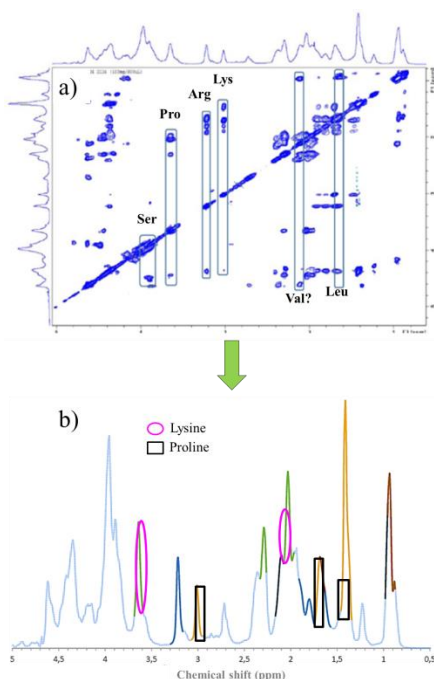 a)
Lys
Arg
Pro
Ser
Val?
Leu
b)
Lysine
Proline
5
4,5
4
3,5
3
2,5
2
1,5
1
0,5
0
Chemical shift (ppm)